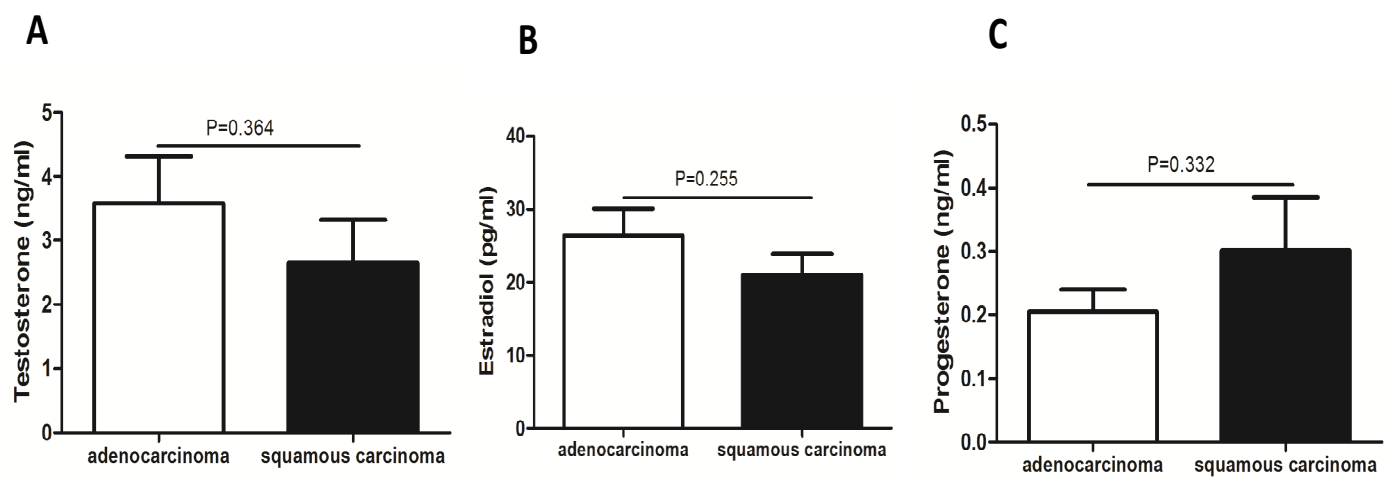 A
Testosterone (ng/ml)
5
4
3
2
1
0
P=0.364
adenocarcinoma
squamous carcinoma
B
Estradiol (pg/ml)
40
30
20
10
0
P=0.255
adenocarcinoma
squamous carcinoma
C
Progesterone (ng/ml)
0.5
0.4
0.3
0.2
0.1
0.0
P=0.332
adenocarcinoma
squamous carcinoma